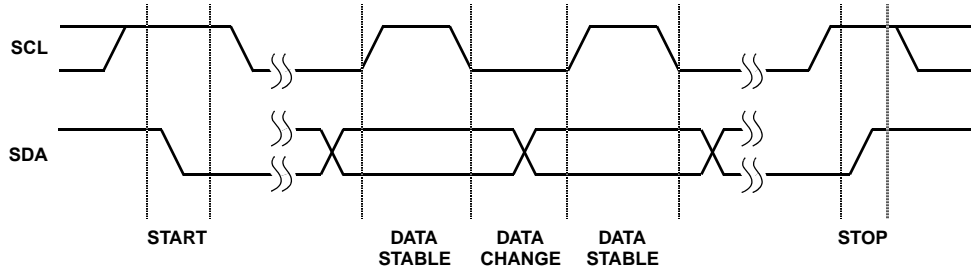 SCL
SDA
START
DATA
STABLE
DATA
CHANGE
DATA
STABLE
STOP